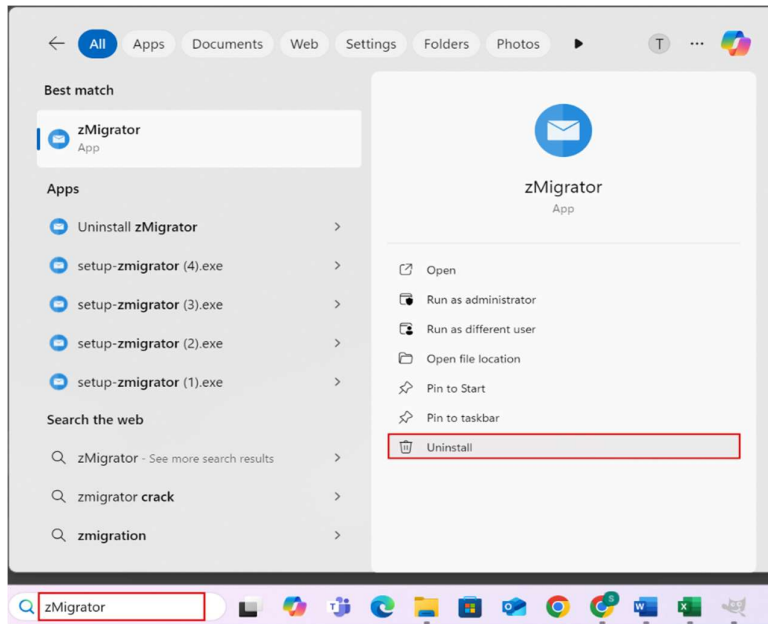 All Apps Documents Web Settings Folders Photos T
Best match
zMigrator
App
Apps
Uninstall zMigrator
setup-zmigrator (4).exe
setup-zmigrator (3).exe
setup-zmigrator (2).exe
setup-zmigrator (1).exe
Search the web
zMigrator - See more search results
zmigrator crack
zmigration
zMigrator
App
Open
Run as administrator
Run as different user
Open file location
Pin to Start
Pin to taskbar
Uninstall
zMigrator
T
S
W
X